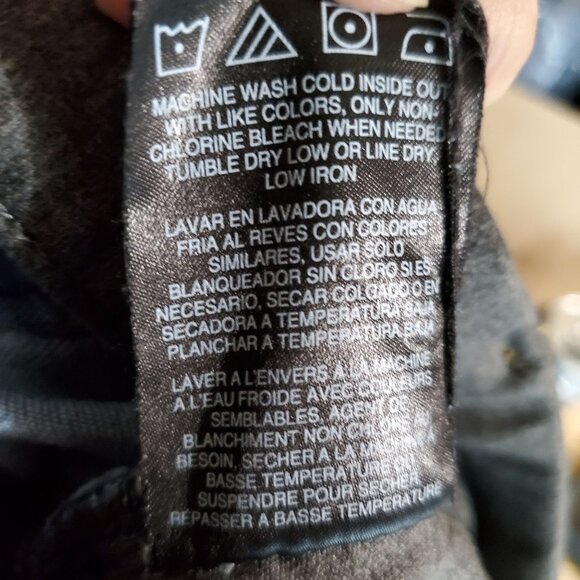 MACHINE WASH COLD INSIDE OUT
WITH LIKE COLORS, ONLY NON-
CHLORINE BLEACH WHEN NEEDED
TUMBLE DRY LOW OR LINE DRY
LOW IRON
LAVAR EN LAVADORA CON AGUA
FRIA AL REVES CON COLORES
SIMILARES, USAR SOLO
BLANQUEADOR SIN CLORO SI ES
NECESARIO, SECAR COLGADO O EN
SECADORA A TEMPERATURA BAJA
PLANCHAR A TEMPERATURA BAJA
LAVER A L'ENVERS A LA MACHINE
A L'EAU FROIDE AVEC COULEURS
SEMBLABLES, AGENT DE
BLANCHIMENT NON
BESOIN, SECHER A LA
BASSE TEMPERATURE
SUSPENDRE POUR SECHER
REPASSER A BASSE TEMPERATURE